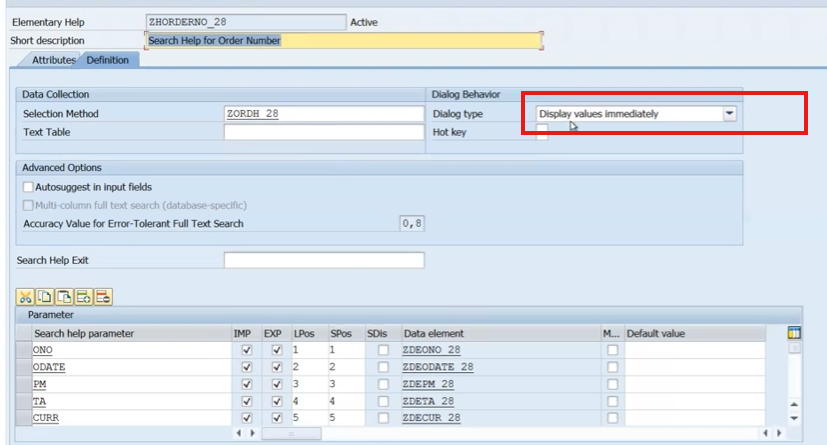 Elementary Help ZHORDERNO_28 Active
Short description Search Help for Order Number
Attributes Definition
Data Collection Dialog Behavior
Selection Method ZORDH_28 Dialog type Display values immediately
Text Table Hot key
Advanced Options
Autosuggest in input fields
Multi-column full text search (database-specific)
Accuracy Value for Error-Tolerant Full Text Search 0,8
Search Help Exit
Parameter
Search help parameter IMP EXP LPos SPos SDis Data element M... Default value
ONO 1 1 ZDEONO_28
ODATE 2 2 ZDEODATE_28
PM 3 3 ZDEPM_28
TA 4 4 ZDETA_28
CURR 5 5 ZDECUR_28